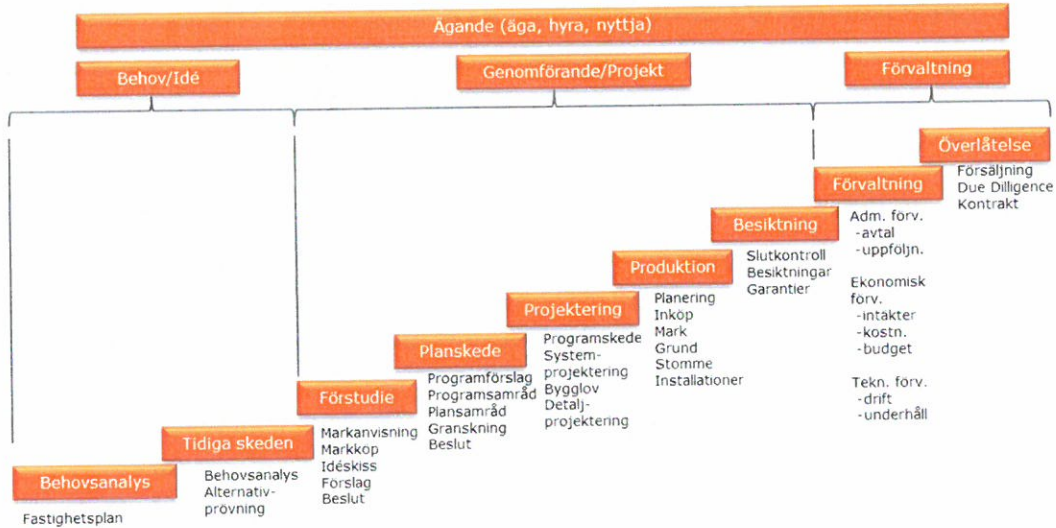 Ägande (äga, hyra, nyttja)
Behov/Idé
Genomförande/Projekt
Förvaltning
Behovsanalys
Fastighetsplan
Tidiga skeden
Behovsanalys
Alternativ-
prövning
Förstudie
Markanvisning
Markköp
Idéskiss
Förslag
Beslut
Planskede
Programförslag
Programsamråd
Plansamråd
Granskning
Beslut
Projektering
Programskede
System-
projektering
Bygglov
Detalj-
projektering
Produktion
Planering
Inköp
Mark
Grund
Stomme
Installationer
Besiktning
Slutkontroll
Besiktningar
Garantier
Förvaltning
Adm. förv.
-avtal
-uppföljn.
Ekonomisk
förv.
-intäkter
-kostn.
-budget
Tekn. förv.
-drift
-underhåll
Överlåtelse
Försäljning
Due Dilligence
Kontrakt